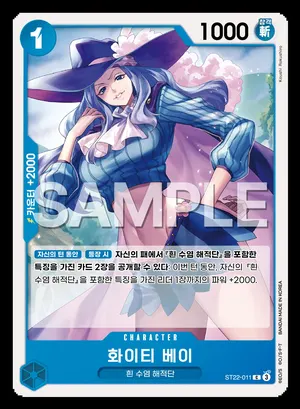 1
1000
참격
斬
카운터 +2000
SAMPLE
자신의 턴 동안 등장 시 자신의 패에서 『흰 수염 해적단』을 포함한
특징을 가진 카드 2장을 공개할 수 있다: 이번 턴 동안, 자신의 『흰
수염 해적단』을 포함한 특징을 가진 리더 1장까지의 파워 +2000.
CHARACTER
화이티 베이
흰 수염 해적단
ST22-011 C 3
BANDAI MADE IN KOREA